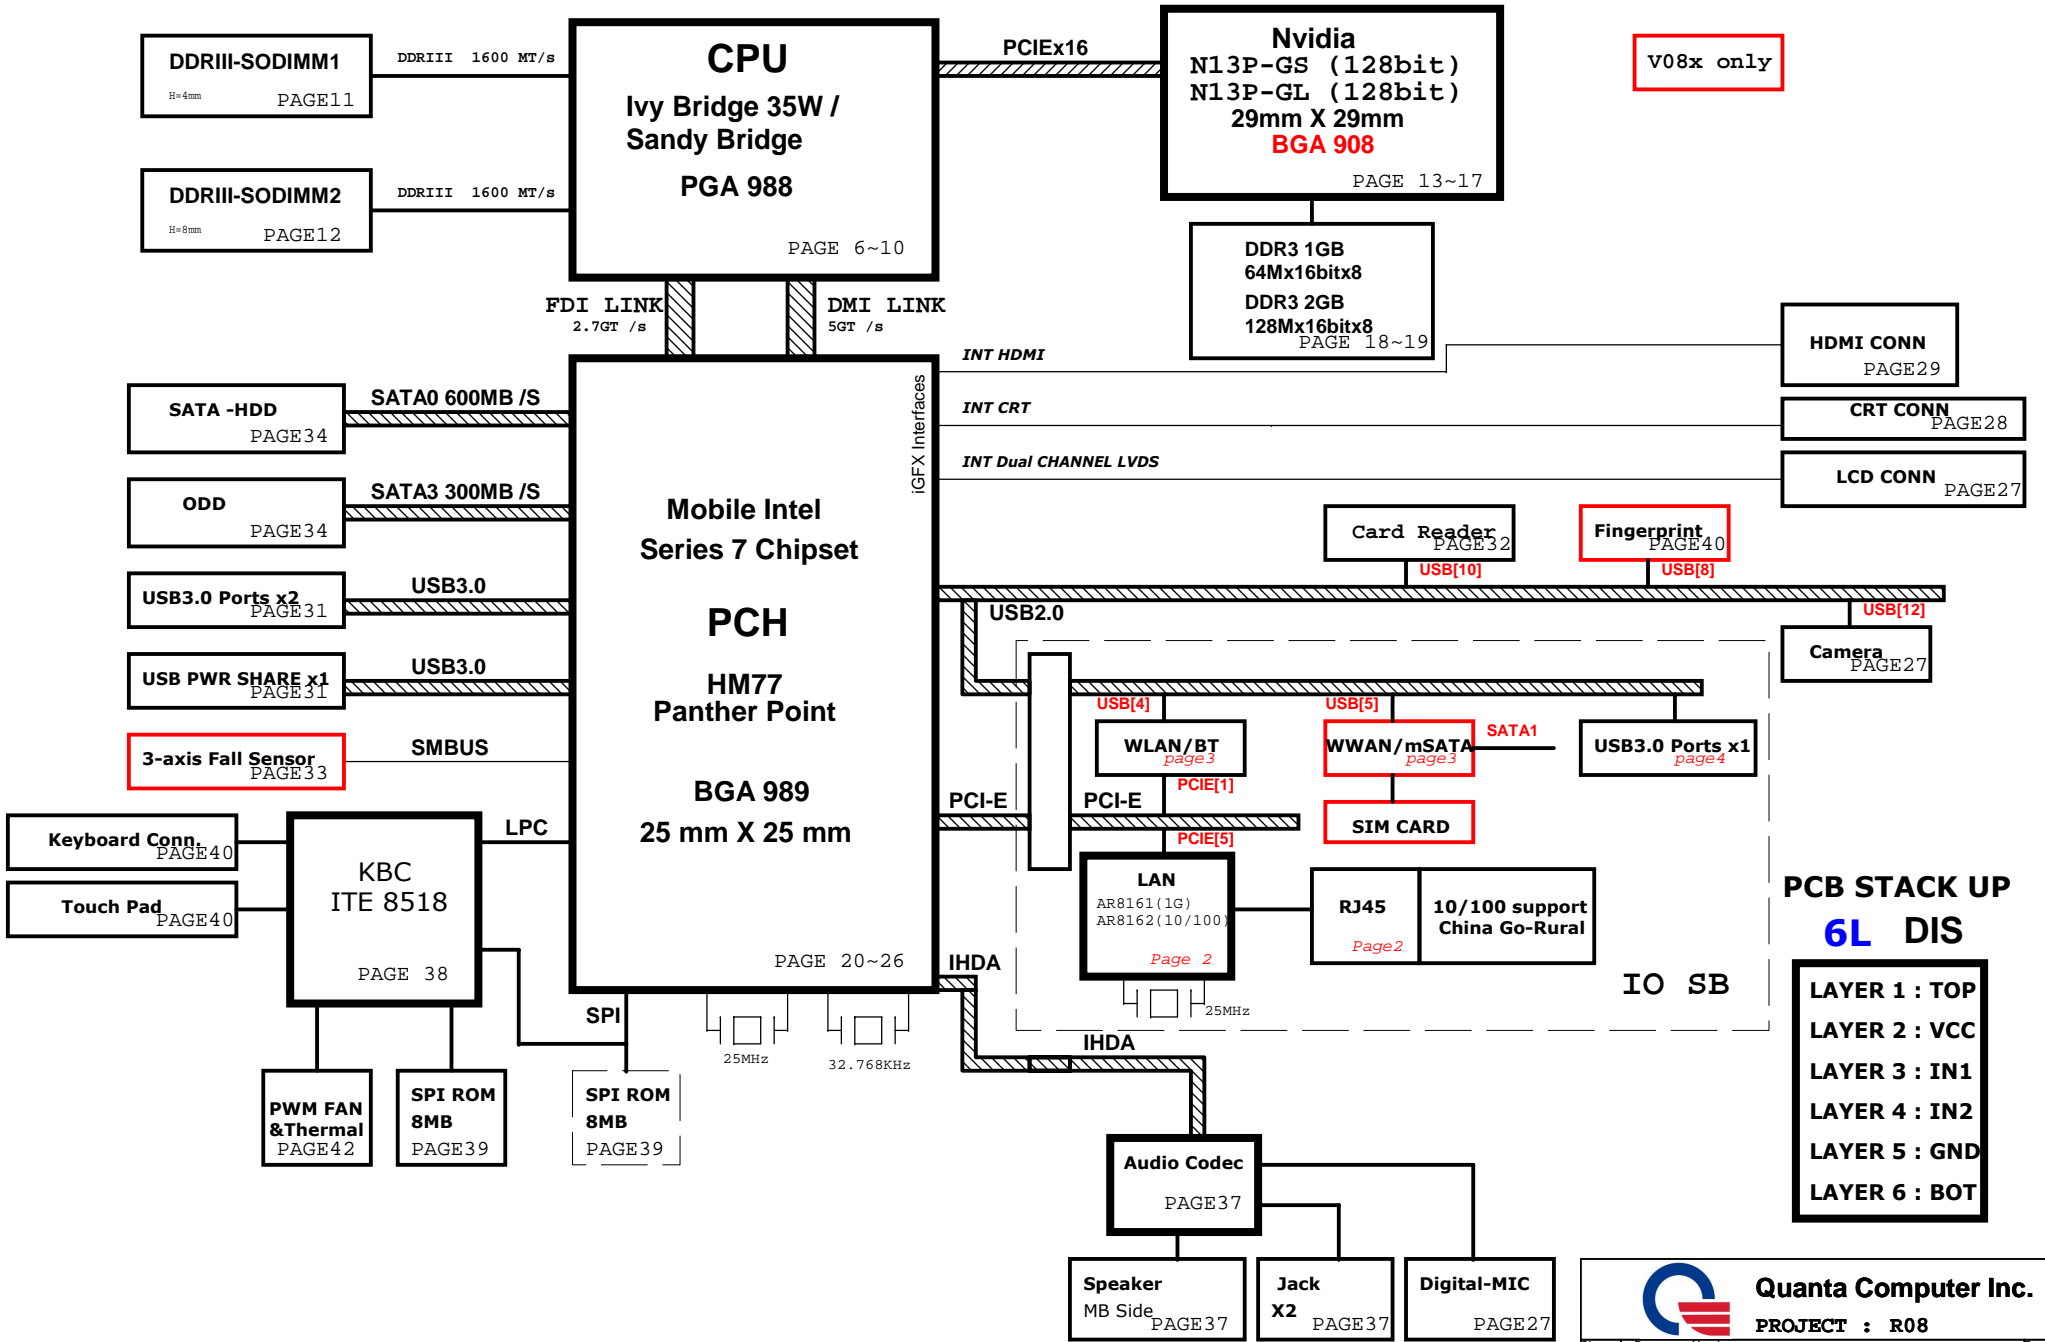 DDRIII-SODIMM1
H=4mm
PAGE11
DDRIII 1600 MT/s
DDRIII-SODIMM2
H=8mm
PAGE12
DDRIII 1600 MT/s
CPU
Ivy Bridge 35W /
Sandy Bridge
PGA 988
PAGE 6~10
PCIEx16
Nvidia
N13P-GS (128bit)
N13P-GL (128bit)
29mm X 29mm
BGA 908
PAGE 13~17
V08x only
DDR3 1GB
64Mx16bitx8
DDR3 2GB
128Mx16bitx8
PAGE 18~19
FDI LINK
2.7GT /s
DMI LINK
5GT /s
INT HDMI
HDMI CONN
PAGE29
INT CRT
CRT CONN
PAGE28
INT Dual CHANNEL LVDS
LCD CONN
PAGE27
iGFX Interfaces
SATA -HDD
PAGE34
SATA0 600MB /S
ODD
PAGE34
SATA3 300MB /S
USB3.0 Ports x2
PAGE31
USB3.0
USB PWR SHARE x1
PAGE31
USB3.0
3-axis Fall Sensor
PAGE33
SMBUS
Mobile Intel
Series 7 Chipset
PCH
HM77
Panther Point
BGA 989
25 mm X 25 mm
PAGE 20~26
Card Reader
PAGE32
USB[10]
Fingerprint
PAGE40
USB[8]
USB2.0
USB[12]
Camera
PAGE27
USB[4]
WLAN/BT
page3
PCIE[1]
USB[5]
WWAN/mSATA
page3
SATA1
USB3.0 Ports x1
page4
SIM CARD
PCI-E
PCI-E
PCIE[5]
LAN
AR8161(1G)
AR8162(10/100)
Page 2
25MHz
RJ45
Page2
10/100 support
China Go-Rural
IO SB
Keyboard Conn.
PAGE40
Touch Pad
PAGE40
KBC
ITE 8518
PAGE 38
LPC
SPI
25MHz
32.768KHz
IHDA
IHDA
PWM FAN
&Thermal
PAGE42
SPI ROM
8MB
PAGE39
SPI ROM
8MB
PAGE39
Audio Codec
PAGE37
Speaker
MB Side
PAGE37
Jack
X2
PAGE37
Digital-MIC
PAGE27
PCB STACK UP
6L DIS
LAYER 1 : TOP
LAYER 2 : VCC
LAYER 3 : IN1
LAYER 4 : IN2
LAYER 5 : GND
LAYER 6 : BOT
Quanta Computer Inc.
PROJECT : R08